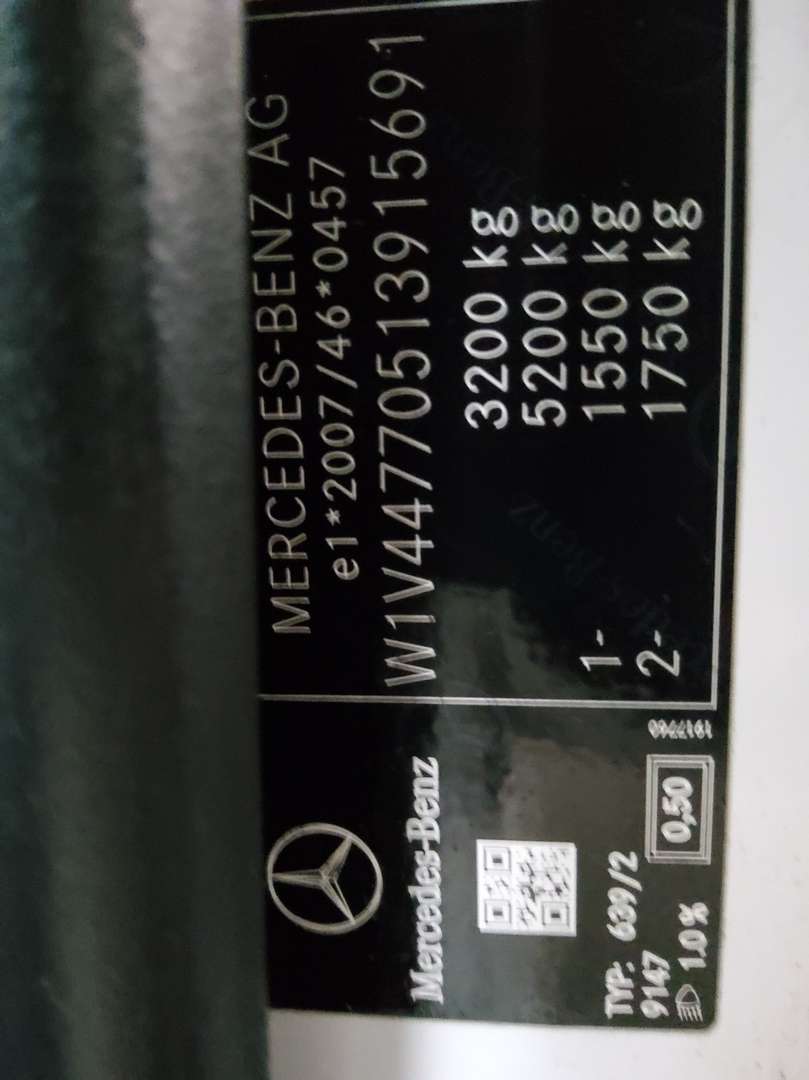 MERCEDES-BENZ AG
e1*2007/46*0457
W1V44770513915691
3200 kg
5200 kg
1- 1550 kg
2- 1750 kg
Mercedes-Benz
TYP: 639/2
9147
1.0% 0,50